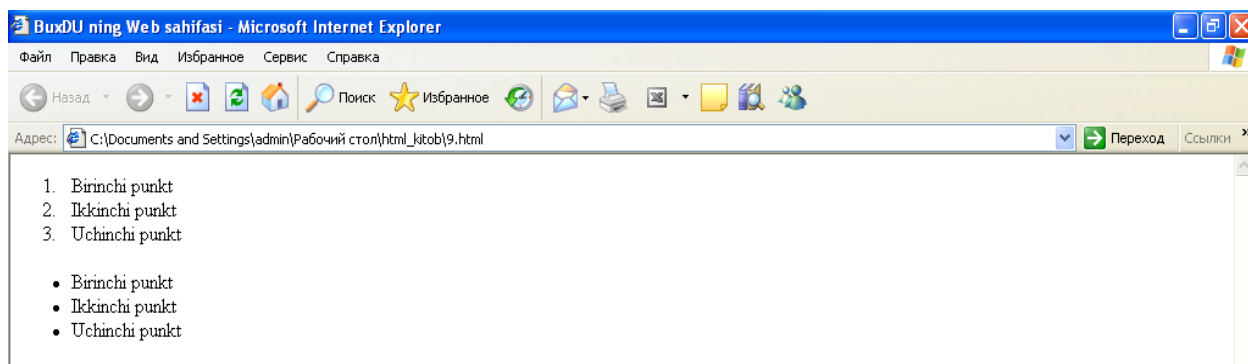 BuxDU ning Web sahifasi - Microsoft Internet Explorer
Файл Правка Вид Избранное Сервис Справка
Назад Поиск Избранное
Адрес: C:\Documents and Settings\admin\Рабочий стол\html_kitob\9.html Переход Ссылки »
1. Birinchi punkt
2. Ikkinchi punkt
3. Uchinchi punkt
• Birinchi punkt
• Ikkinchi punkt
• Uchinchi punkt